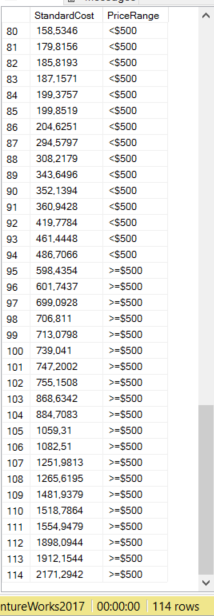 StandardCost PriceRange
80 158,5346 <$500
81 179,8156 <$500
82 185,8193 <$500
83 187,1571 <$500
84 199,3757 <$500
85 199,8519 <$500
86 204,6251 <$500
87 294,5797 <$500
88 308,2179 <$500
89 343,6496 <$500
90 352,1394 <$500
91 360,9428 <$500
92 419,7784 <$500
93 461,4448 <$500
94 486,7066 <$500
95 598,4354 >=$500
96 601,7437 >=$500
97 699,0928 >=$500
98 706,811 >=$500
99 713,0798 >=$500
100 739,041 >=$500
101 747,2002 >=$500
102 755,1508 >=$500
103 868,6342 >=$500
104 884,7083 >=$500
105 1059,31 >=$500
106 1082,51 >=$500
107 1251,9813 >=$500
108 1265,6195 >=$500
109 1481,9379 >=$500
110 1518,7864 >=$500
111 1554,9479 >=$500
112 1898,0944 >=$500
113 1912,1544 >=$500
114 2171,2942 >=$500
ntureWorks2017 00:00:00 114 rows